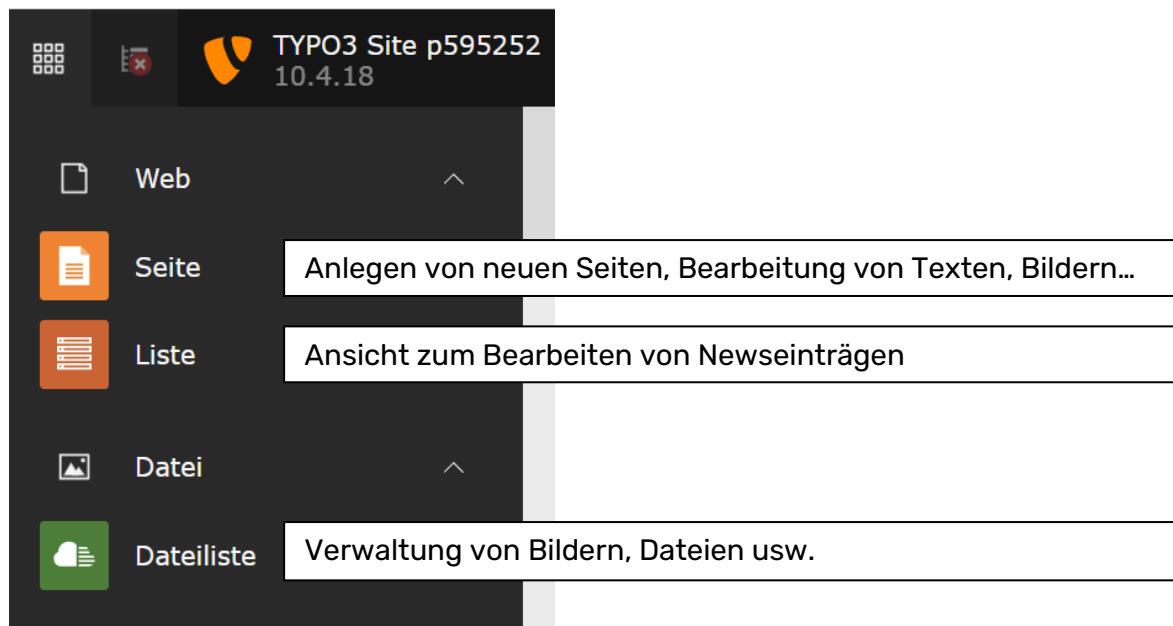 TYPO3 Site p595252
10.4.18
Web
Seite
Anlegen von neuen Seiten, Bearbeitung von Texten, Bildern…
Liste
Ansicht zum Bearbeiten von Newseinträgen
Datei
Dateiliste
Verwaltung von Bildern, Dateien usw.